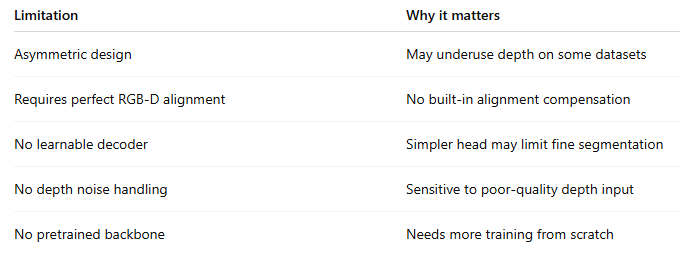 Limitation Why it matters
Asymmetric design May underuse depth on some datasets
Requires perfect RGB-D alignment No built-in alignment compensation
No learnable decoder Simpler head may limit fine segmentation
No depth noise handling Sensitive to poor-quality depth input
No pretrained backbone Needs more training from scratch